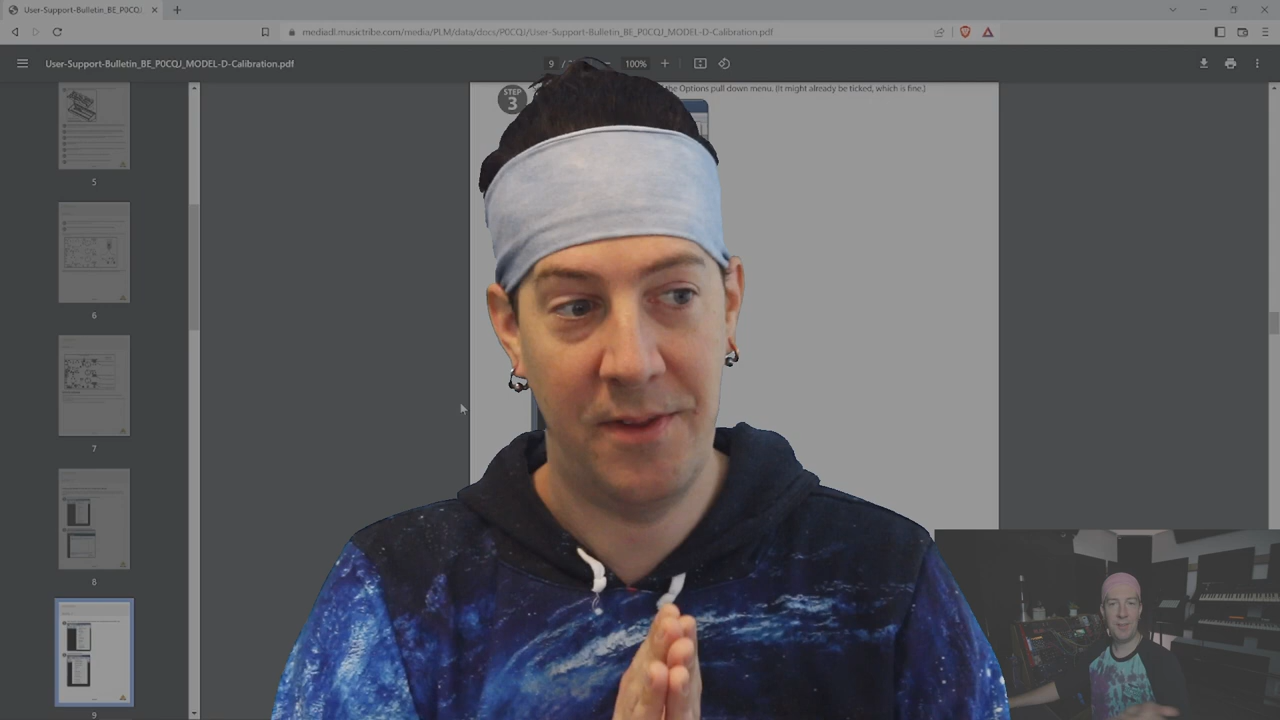 User-Support-Bulletin_BE_P0CQJ
mediadl.musictribe.com/media/PLM/data/docs/P0CQJ/User-Support-Bulletin_BE_P0CQJ_MODEL-D-Calibration.pdf
User-Support-Bulletin_BE_P0CQJ_MODEL-D-Calibration.pdf
9 /
100%
STEP
3
the Options pull down menu. (It might already be ticked, which is fine.)
5
6
7
8
9